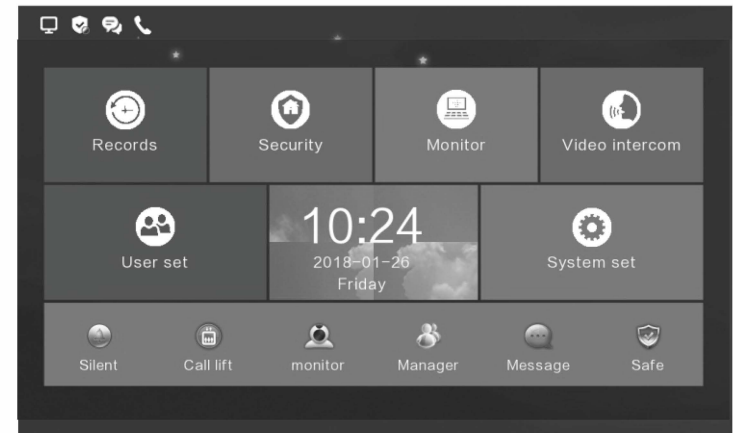 Records Security Monitor Video intercom
10:24
2018-01-26
User set Friday System set
Silent Call lift monitor Manager Message Safe